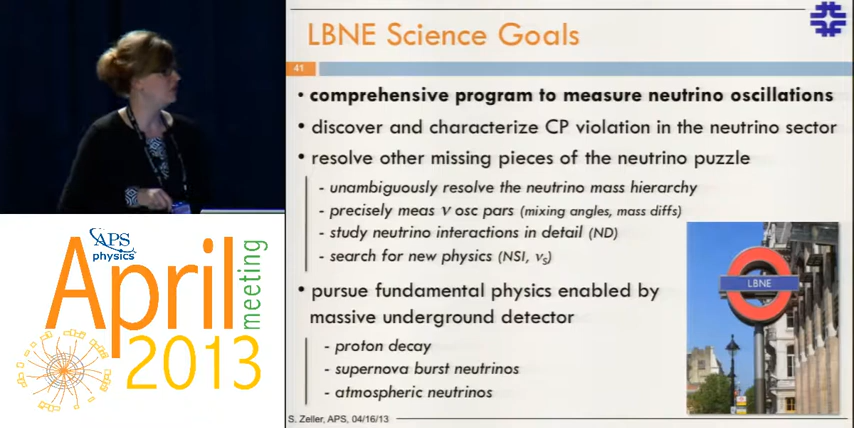 LBNE Science Goals
41
• comprehensive program to measure neutrino oscillations
• discover and characterize CP violation in the neutrino sector
• resolve other missing pieces of the neutrino puzzle
- unambiguously resolve the neutrino mass hierarchy
- precisely meas ν osc pars (mixing angles, mass diffs)
- study neutrino interactions in detail (ND)
- search for new physics (NSI, νs)
• pursue fundamental physics enabled by
massive underground detector
- proton decay
- supernova burst neutrinos
- atmospheric neutrinos
LBNE
S. Zeller, APS, 04/16/13
APS
physics
April
meeting
2013